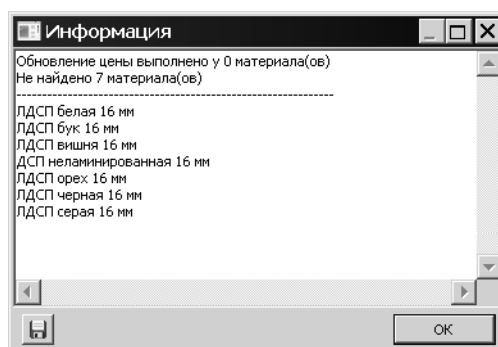 Информация
Обновление цены выполнено у 0 материала(ов)
Не найдено 7 материала(ов)
----------------------------------------------------------------
ЛДСП белая 16 мм
ЛДСП бук 16 мм
ЛДСП вишня 16 мм
ДСП неламинированная 16 мм
ЛДСП орех 16 мм
ЛДСП черная 16 мм
ЛДСП серая 16 мм
ОК